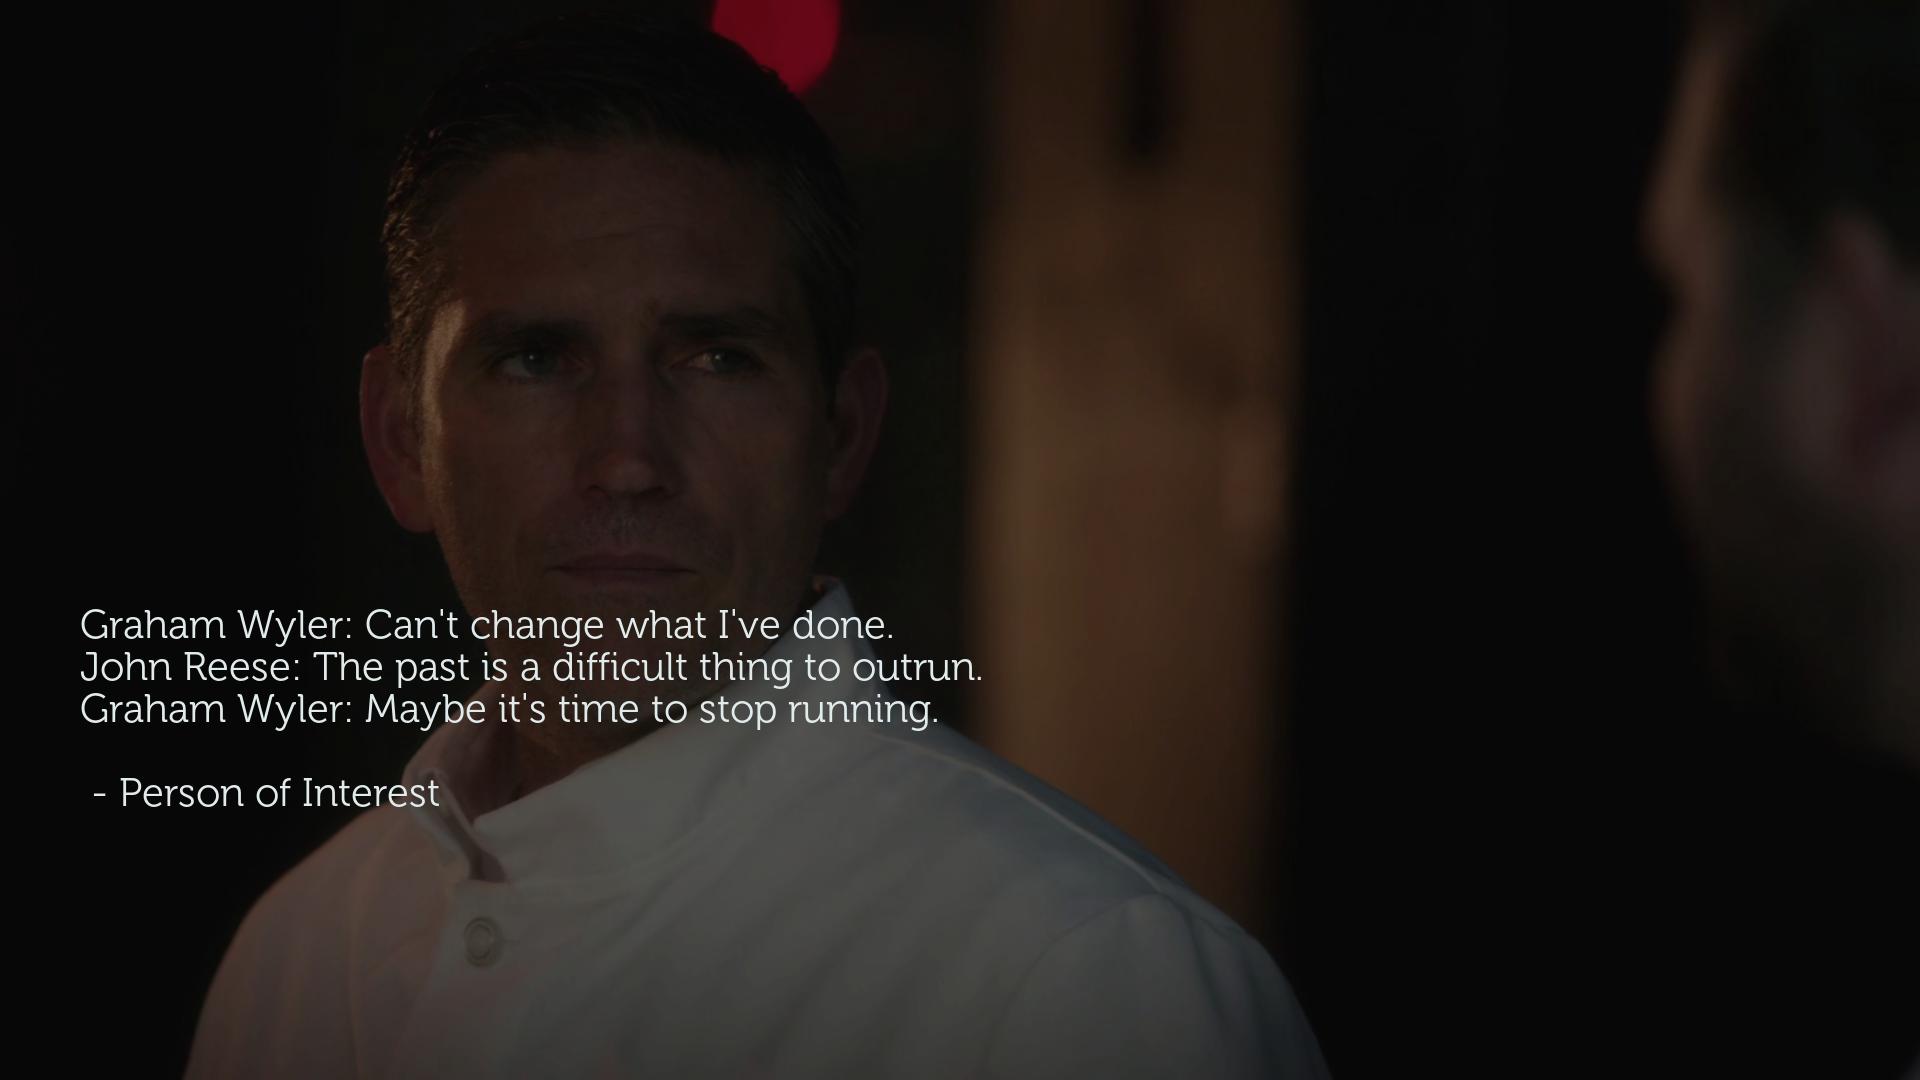 Graham Wyler: Can't change what I've done.
John Reese: The past is a difficult thing to outrun.
Graham Wyler: Maybe it's time to stop running.
- Person of Interest